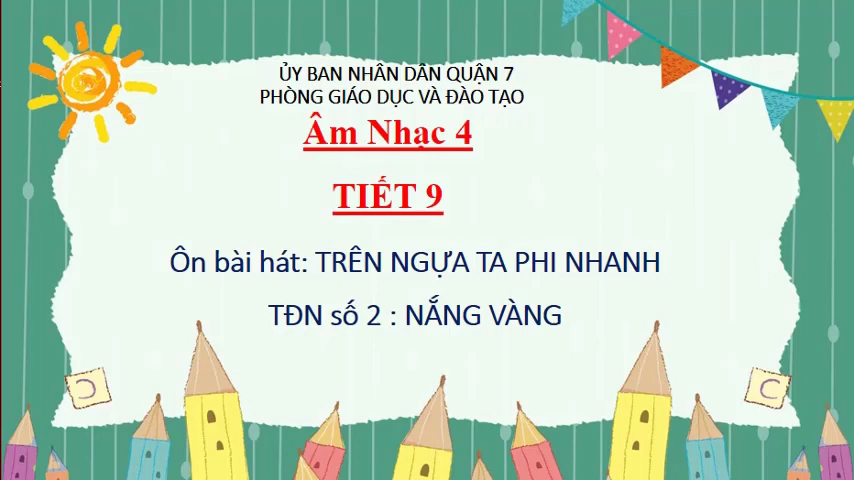 ỦY BAN NHÂN DÂN QUẬN 7
PHÒNG GIÁO DỤC VÀ ĐÀO TẠO
Âm Nhạc 4
TIẾT 9
Ôn bài hát: TRÊN NGỰA TA PHI NHANH
TĐN số 2 : NẮNG VÀNG